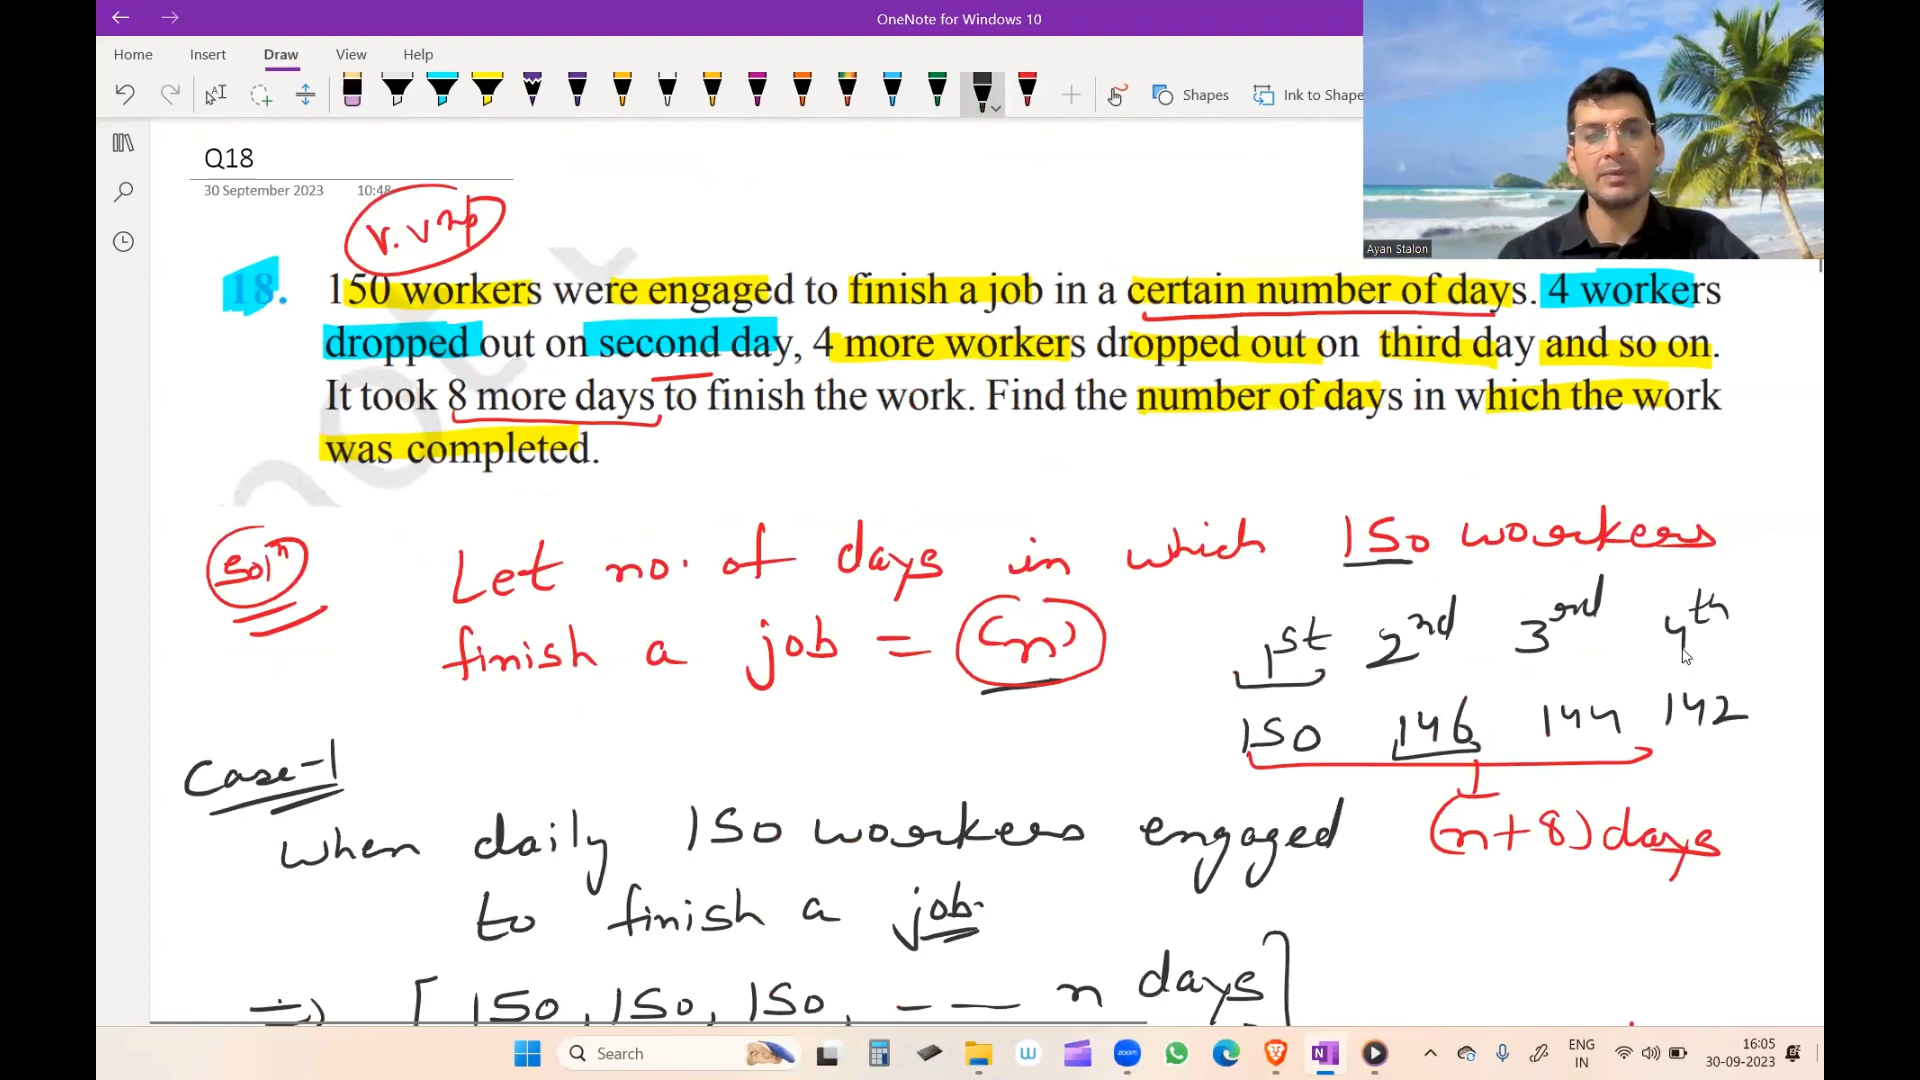 OneNote for Windows 10
Home Insert Draw View Help
Shapes Ink to Shape
Q18
30 September 2023 10:48
v. v Imp
Ayan Stalon
18. 150 workers were engaged to finish a job in a certain number of days. 4 workers
dropped out on second day, 4 more workers dropped out on third day and so on.
It took 8 more days to finish the work. Find the number of days in which the work
was completed.
Solⁿ Let no. of days in which 150 workers
finish a job = (n)
1st 2nd 3rd 4th
150 146 144 142
(n+8) days
Case-1
when daily 150 workers engaged
to finish a job.
=> [150, 150, 150, --- n days]
Search
ENG
IN
16:05
30-09-2023